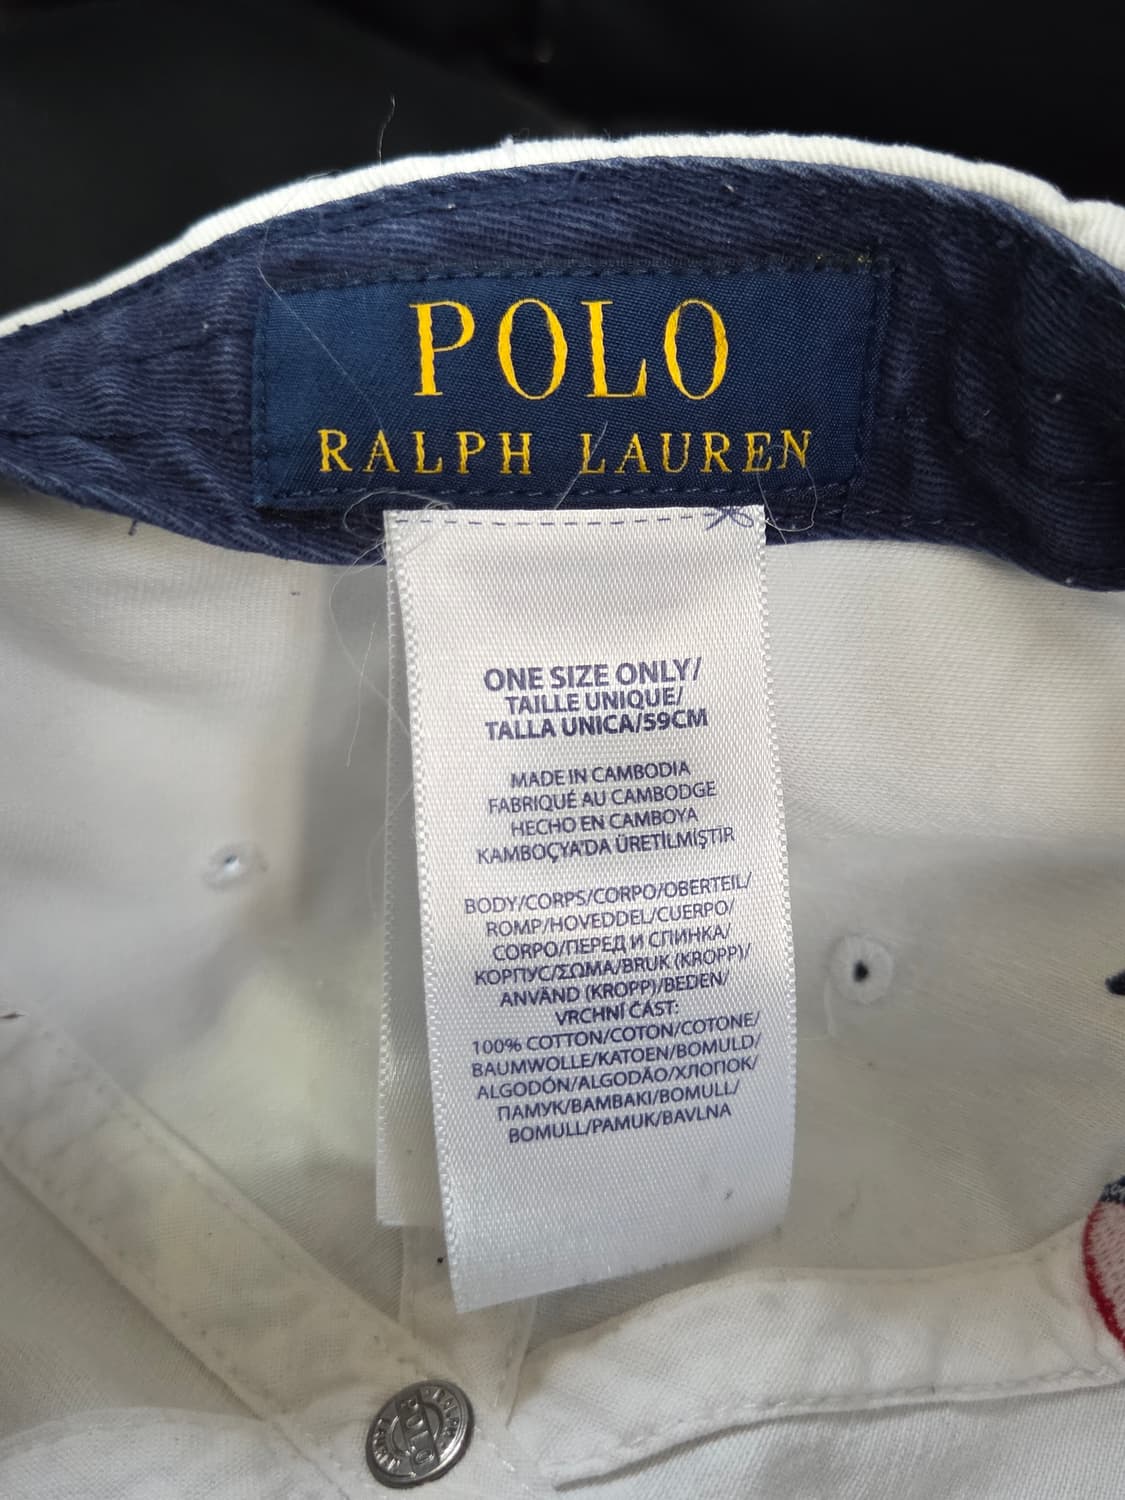 POLO
RALPH LAUREN
ONE SIZE ONLY/
TAILLE UNIQUE/
TALLA UNICA/59CM
MADE IN CAMBODIA
FABRIQUÉ AU CAMBODGE
HECHO EN CAMBOYA
KAMBOÇYA'DA ÜRETİLMİŞTİR
BODY/CORPS/CORPO/OBERTEIL/
ROMP/HOVEDDEL/CUERPO/
CORPO/ПЕРЕД И СПИНКА/
КОРПУС/ΣΩΜΑ/BRUK (KROPP)/
ANVÄND (KROPP)/BEDEN/
VRCHNÍ ČÁST:
100% COTTON/COTON/COTONE/
BAUMWOLLE/KATOEN/BOMULD/
ALGODÓN/ALGODÃO/ХЛОПОК/
ПАМУК/ΒΑΜΒΑΚΙ/BOMULL/
BOMULL/PAMUK/BAVLNA
POLO